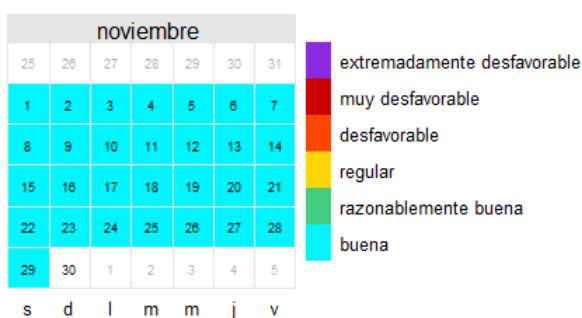 noviembre
25 26 27 28 29 30 31
1 2 3 4 5 6 7
8 9 10 11 12 13 14
15 16 17 18 19 20 21
22 23 24 25 26 27 28
29 30 1 2 3 4 5
s d l m m j v
extremadamente desfavorable
muy desfavorable
desfavorable
regular
razonablemente buena
buena